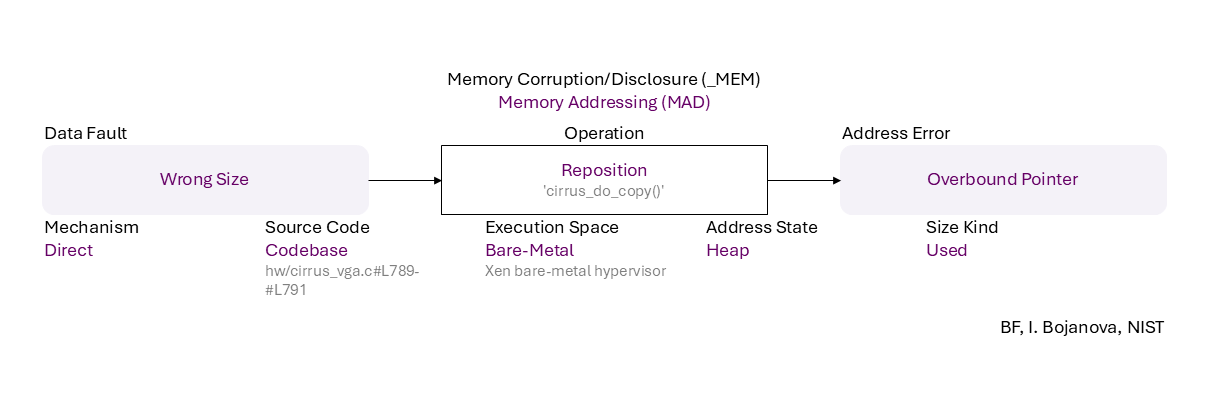 Memory Corruption/Disclosure (_MEM)
Memory Addressing (MAD)
Data Fault
Operation
Address Error
Wrong Size
Reposition
'cirrus_do_copy()'
Overbound Pointer
Mechanism
Direct
Source Code
Codebase
hw/cirrus_vga.c#L789-
#L791
Execution Space
Bare-Metal
Xen bare-metal hypervisor
Address State
Heap
Size Kind
Used
BF, I. Bojanova, NIST